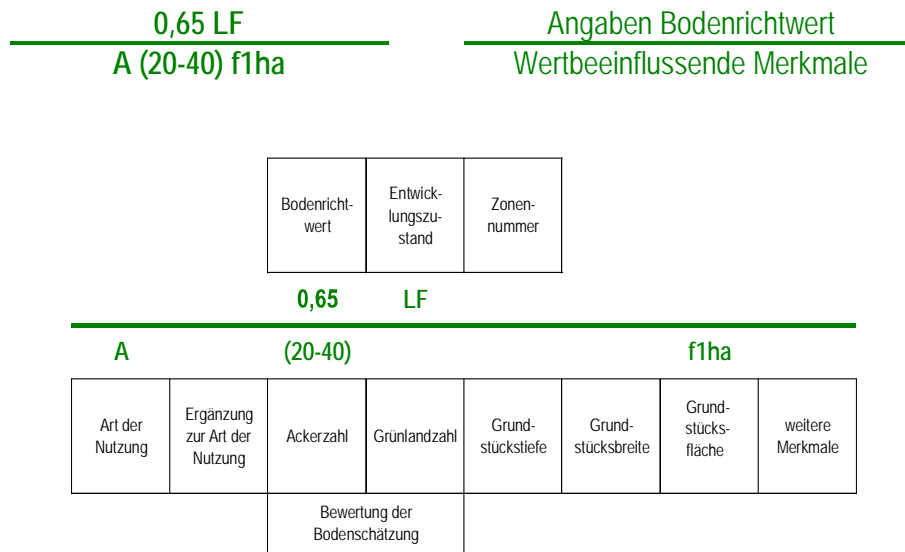 0,65 LF
A (20-40) f1ha
Angaben Bodenrichtwert
Wertbeeinflussende Merkmale
Bodenricht-
wert
Entwick-
lungszu-
stand
Zonen-
nummer
0,65 LF
A (20-40) f1ha
Art der
Nutzung
Ergänzung
zur Art der
Nutzung
Ackerzahl
Grünlandzahl
Grund-
stückstiefe
Grund-
stücksbreite
Grund-
stücks-
fläche
weitere
Merkmale
Bewertung der
Bodenschätzung